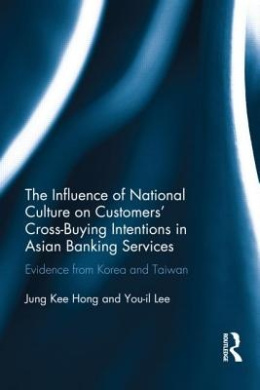 The Influence of National
Culture on Customers'
Cross-Buying Intentions in
Asian Banking Services
Evidence from Korea and Taiwan
Jung Kee Hong and You-il Lee
ROUTLEDGE